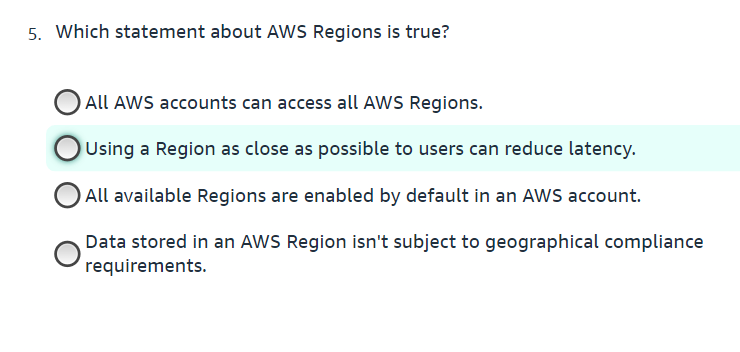 5. Which statement about AWS Regions is true?
All AWS accounts can access all AWS Regions.
Using a Region as close as possible to users can reduce latency.
All available Regions are enabled by default in an AWS account.
Data stored in an AWS Region isn't subject to geographical compliance
requirements.